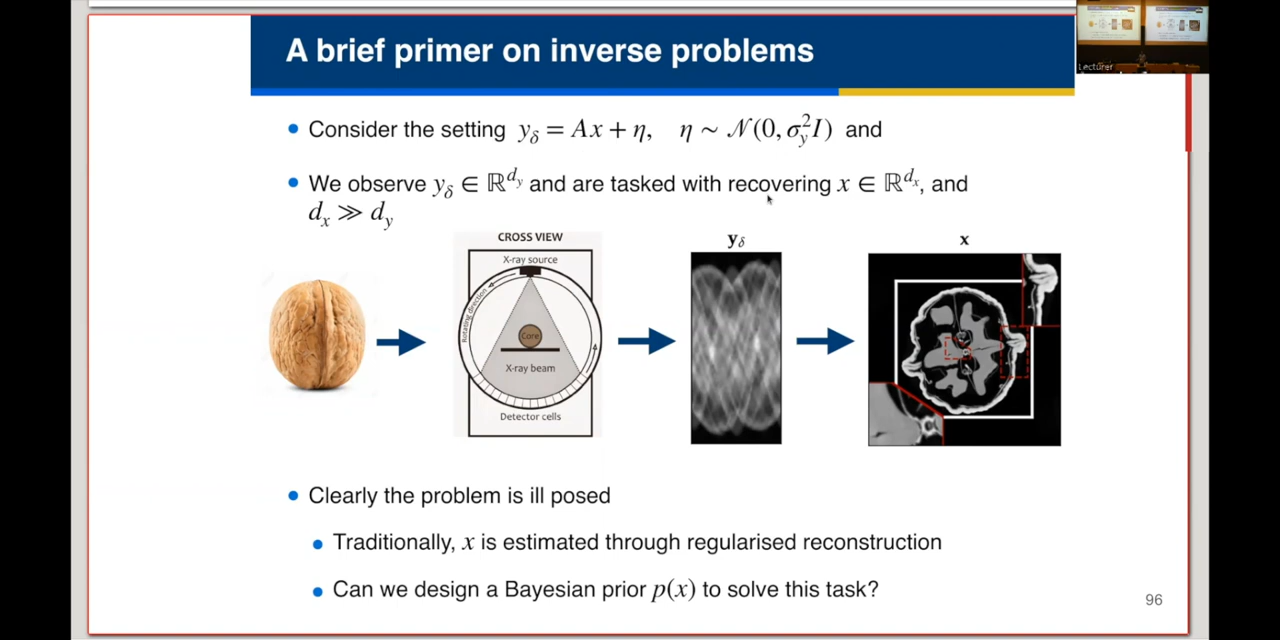 A brief primer on inverse problems
Lecturer
• Consider the setting y_δ = Ax + η, η ~ 𝒩(0, σ_y^2 I) and
• We observe y_δ ∈ ℝ^{d_y} and are tasked with recovering x ∈ ℝ^{d_x}, and
d_x ≫ d_y
CROSS VIEW
X-ray source
Rotating direction
Core
X-ray beam
Detector cells
y_δ
x
• Clearly the problem is ill posed
• Traditionally, x is estimated through regularised reconstruction
• Can we design a Bayesian prior p(x) to solve this task?
96